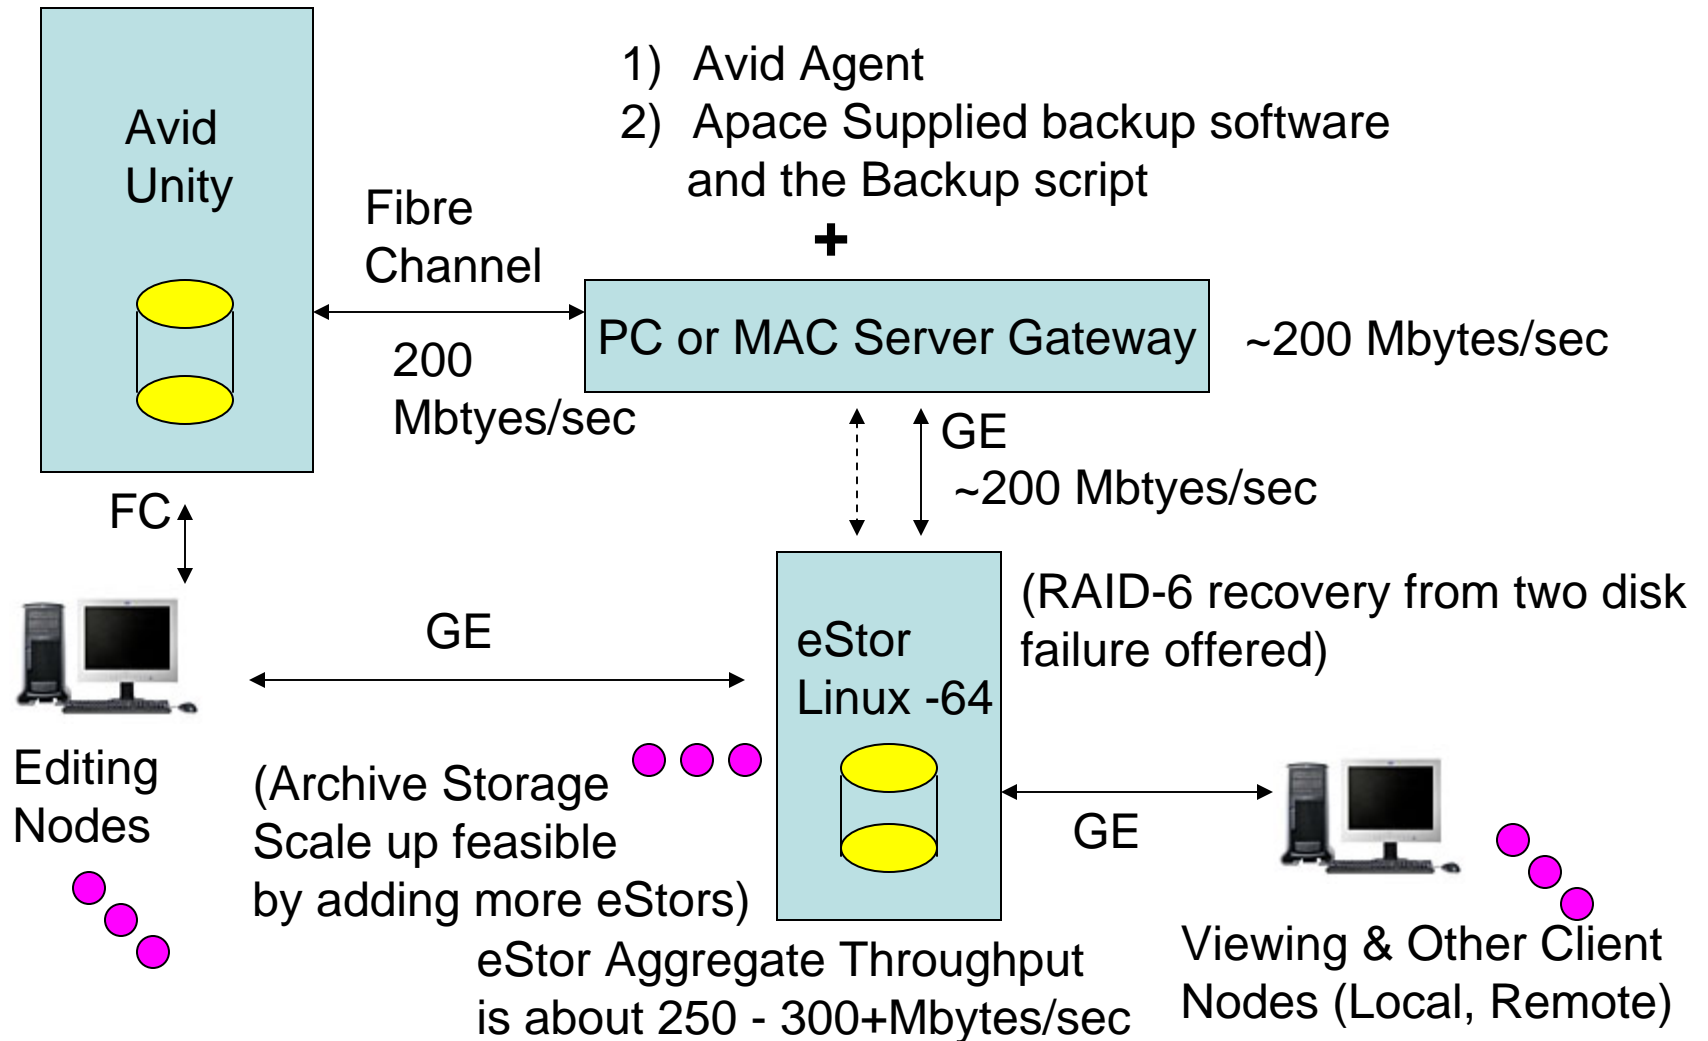 Avid
Unity
1) Avid Agent
2) Apace Supplied backup software
and the Backup script
+
Fibre
Channel
200
Mbtyes/sec
PC or MAC Server Gateway
~200 Mbytes/sec
GE
~200 Mbtyes/sec
FC
GE
eStor
Linux -64
(RAID-6 recovery from two disk
failure offered)
Editing
Nodes
(Archive Storage
Scale up feasible
by adding more eStors)
GE
eStor Aggregate Throughput
is about 250 - 300+Mbytes/sec
Viewing & Other Client
Nodes (Local, Remote)